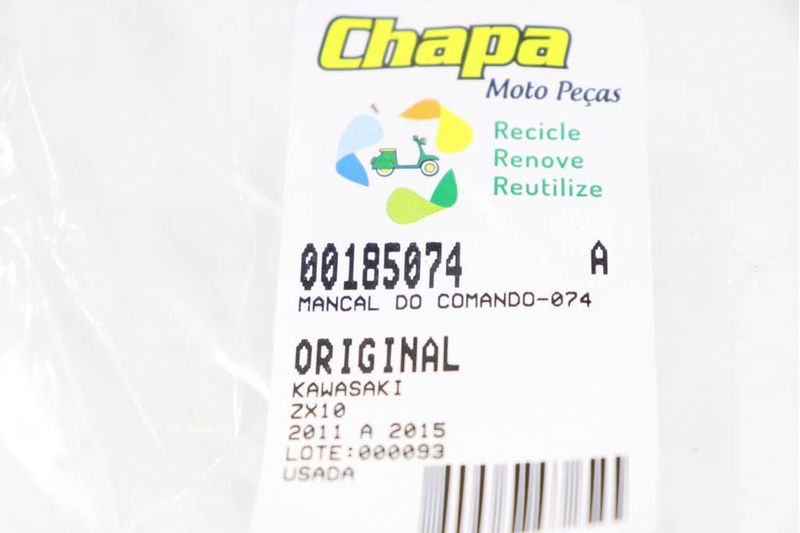 Chapa
Moto Peças
Recicle
Renove
Reutilize
00185074 A
MANCAL DO COMANDO-074
ORIGINAL
KAWASAKI
ZX10
2011 A 2015
LOTE:000093
USADA